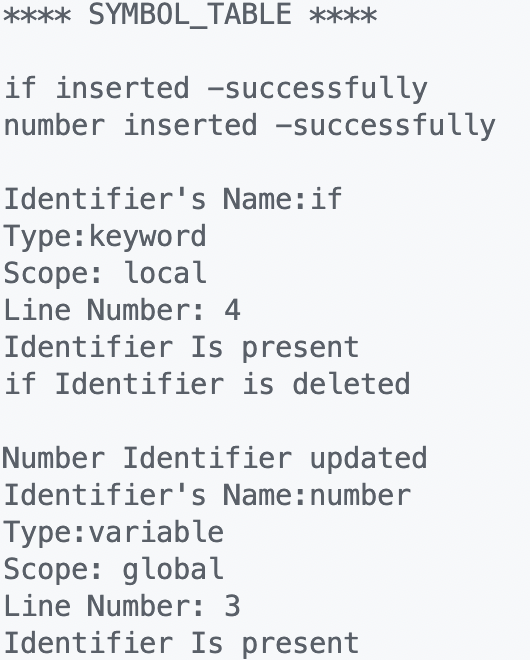 **** SYMBOL_TABLE ****
if inserted -successfully
number inserted -successfully
Identifier's Name:if
Type:keyword
Scope: local
Line Number: 4
Identifier Is present
if Identifier is deleted
Number Identifier updated
Identifier's Name:number
Type:variable
Scope: global
Line Number: 3
Identifier Is present